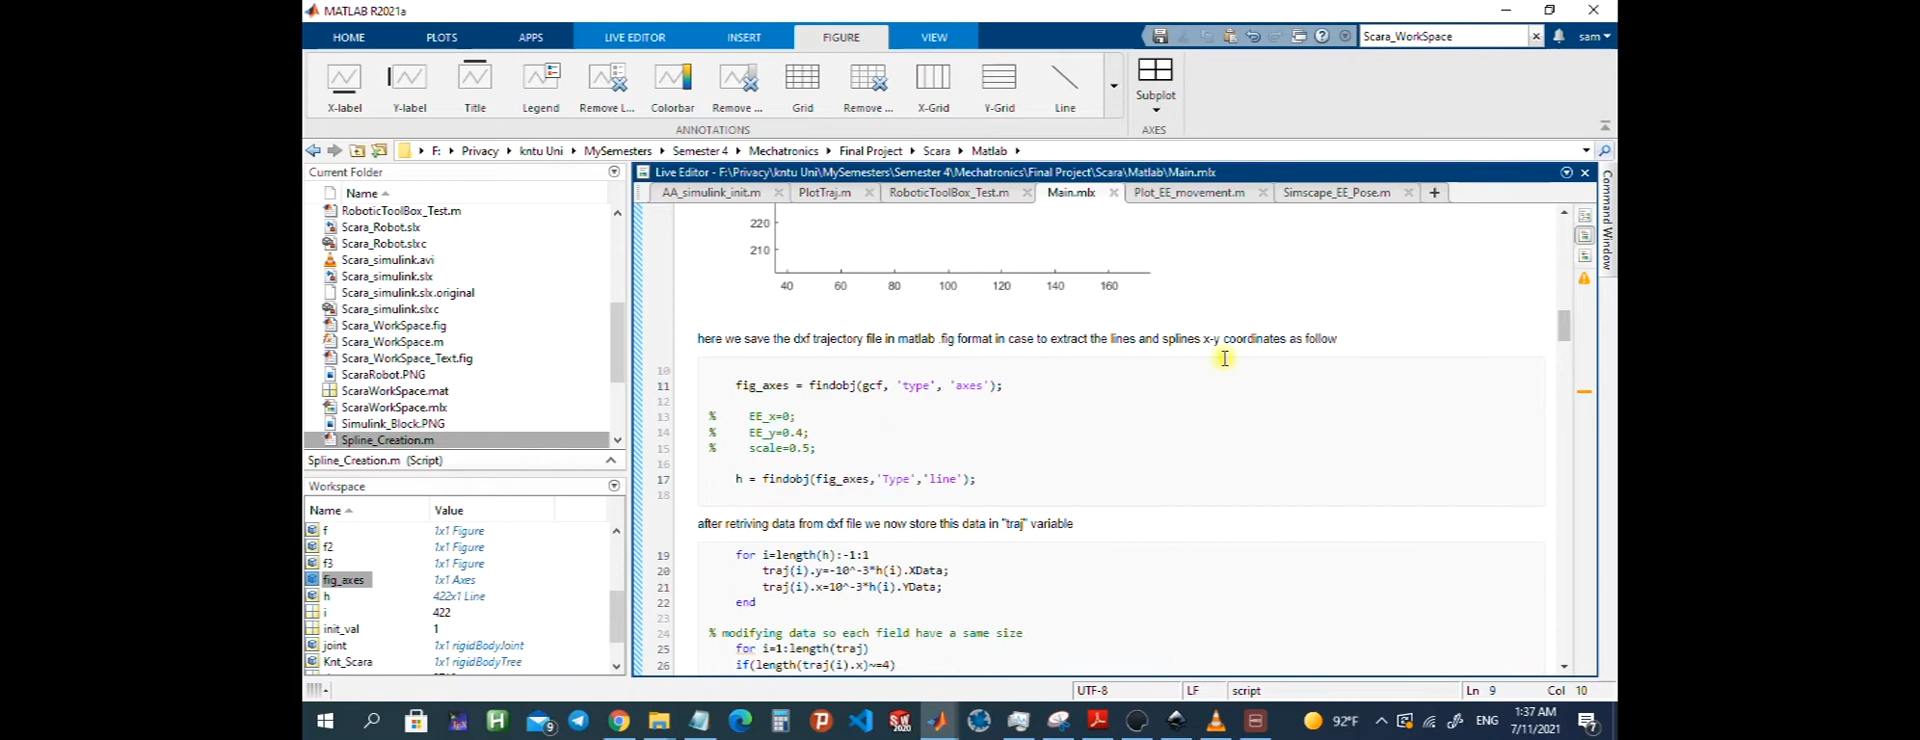 MATLAB R2021a
HOME PLOTS APPS LIVE EDITOR INSERT FIGURE VIEW
Scara_WorkSpace
sam
X-label Y-label Title Legend Remove L... Colorbar Remove ... Grid Remove ... X-Grid Y-Grid Line Subplot
ANNOTATIONS AXES
F: Privacy kntu Uni MySemesters Semester 4 Mechatronics Final Project Scara Matlab
Current Folder
Name
RoboticToolBox_Test.m
Scara_Robot.slx
Scara_Robot.slxc
Scara_simulink.avi
Scara_simulink.slx
Scara_simulink.slx.original
Scara_simulink.slxc
Scara_WorkSpace.fig
Scara_WorkSpace.m
Scara_WorkSpace_Text.fig
ScaraRobot.PNG
ScaraWorkSpace.mat
ScaraWorkSpace.mlx
Simulink_Block.PNG
Spline_Creation.m
Spline_Creation.m (Script)
Workspace
Name Value
f 1x1 Figure
f2 1x1 Figure
f3 1x1 Figure
fig_axes 1x1 Axes
h 422x1 Line
i 422
init_val 1
joint 1x1 rigidBodyJoint
Knt_Scara 1x1 rigidBodyTree
Live Editor - F:\Privacy\kntu Uni\MySemesters\Semester 4\Mechatronics\Final Project\Scara\Matlab\Main.mlx
AA_simulink_init.m PlotTraj.m RoboticToolBox_Test.m Main.mlx Plot_EE_movement.m Simscape_EE_Pose.m
Command Window
220
210
40 60 80 100 120 140 160
here we save the dxf trajectory file in matlab .fig format in case to extract the lines and splines x-y coordinates as follow
10
11 fig_axes = findobj(gcf, 'type', 'axes');
12
13 % EE_x=0;
14 % EE_y=0.4;
15 % scale=0.5;
16
17 h = findobj(fig_axes,'Type','line');
18
after retriving data from dxf file we now store this data in "traj" variable
19 for i=length(h):-1:1
20 traj(i).y=-10^-3*h(i).XData;
21 traj(i).x=10^-3*h(i).YData;
22 end
23
24 % modifying data so each field have a same size
25 for i=1:length(traj)
26 if(length(traj(i).x)~=4)
UTF-8 LF script Ln 9 Col 10
92°F ENG 1:37 AM
7/11/2021